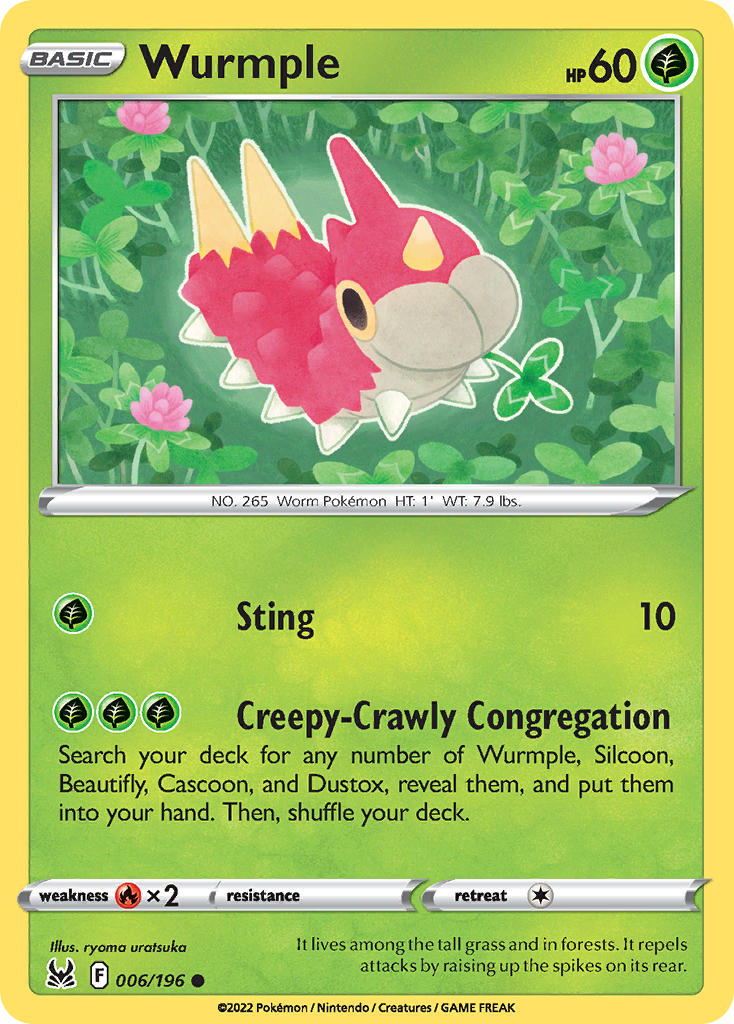 BASIC Wurmple HP60
NO. 265 Worm Pokémon HT: 1' WT: 7.9 lbs.
Sting 10
Creepy-Crawly Congregation
Search your deck for any number of Wurmple, Silcoon,
Beautifly, Cascoon, and Dustox, reveal them, and put them
into your hand. Then, shuffle your deck.
weakness ×2 resistance retreat
Illus. ryoma uratsuka
It lives among the tall grass and in forests. It repels
attacks by raising up the spikes on its rear.
F 006/196
©2022 Pokémon / Nintendo / Creatures / GAME FREAK